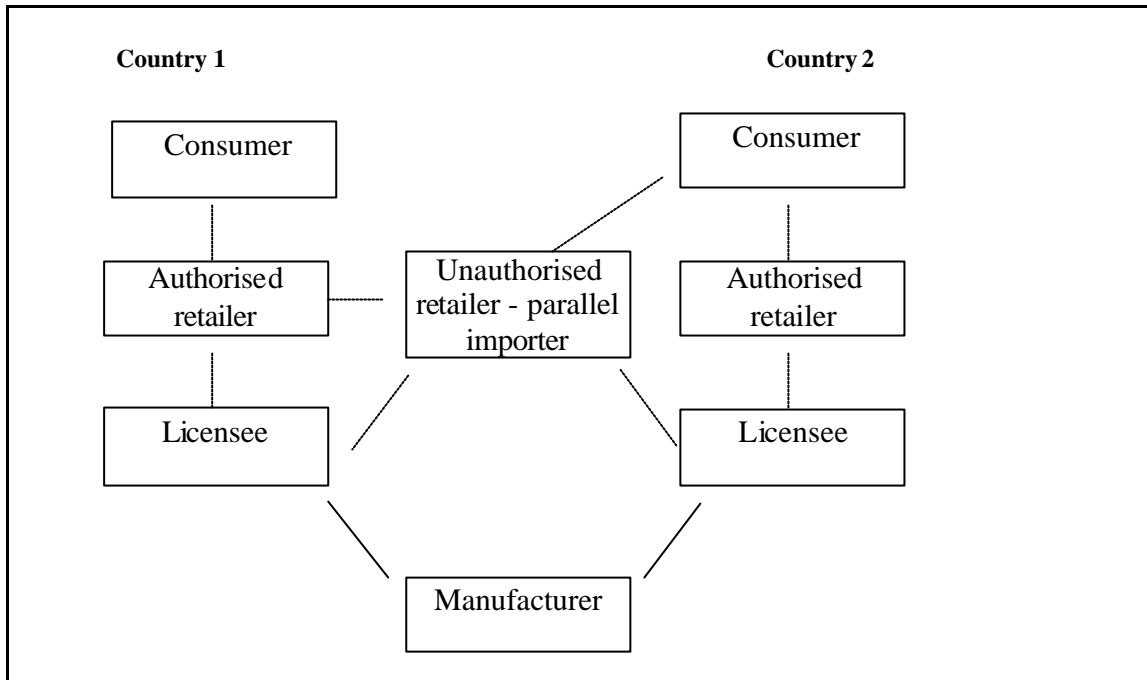 Country 1
Country 2
Consumer
Consumer
Authorised
retailer
Unauthorised
retailer - parallel
importer
Authorised
retailer
Licensee
Licensee
Manufacturer